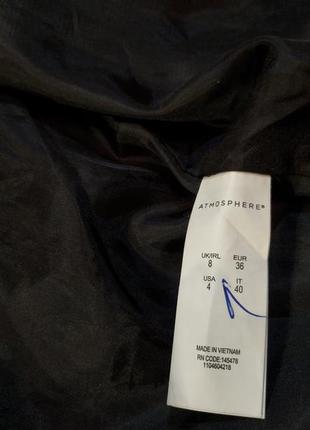 ATMOSPHERE®
UK/IRL EUR
8 36
USA IT
4 40
MADE IN VIETNAM
RN CODE:145478
1104604218